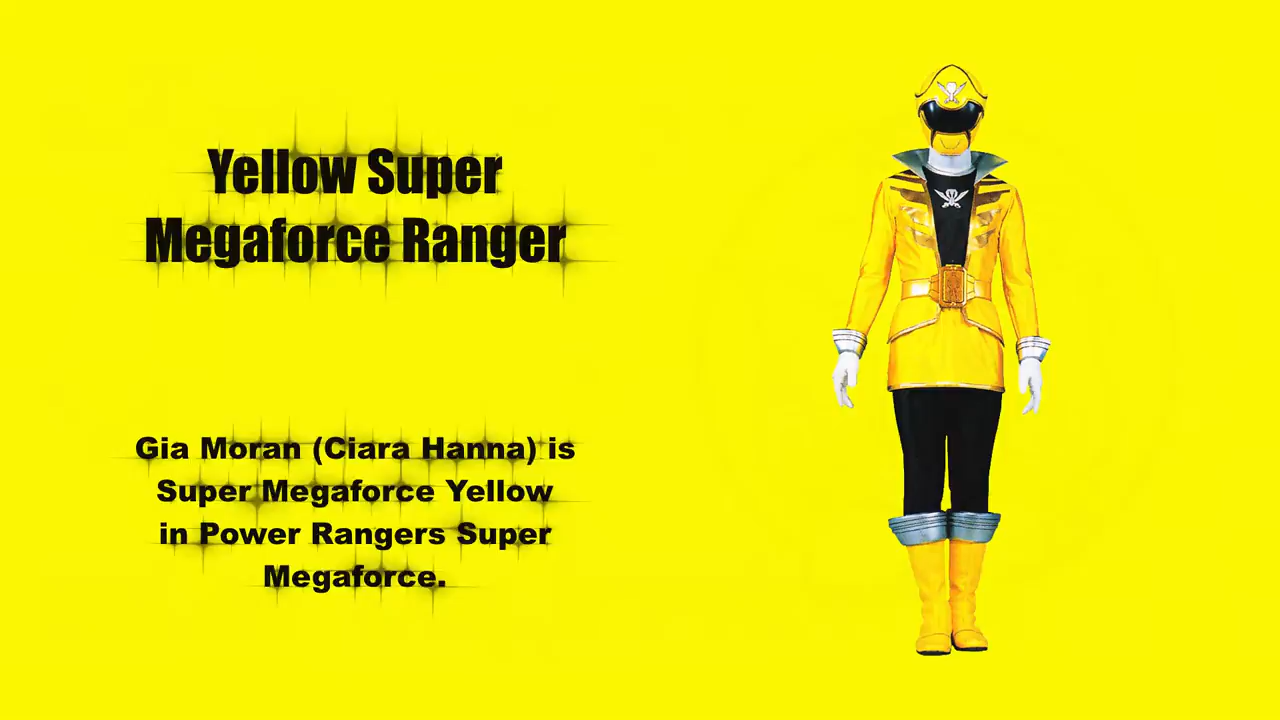 Yellow Super
Megaforce Ranger
Gia Moran (Ciara Hanna) is
Super Megaforce Yellow
in Power Rangers Super
Megaforce.